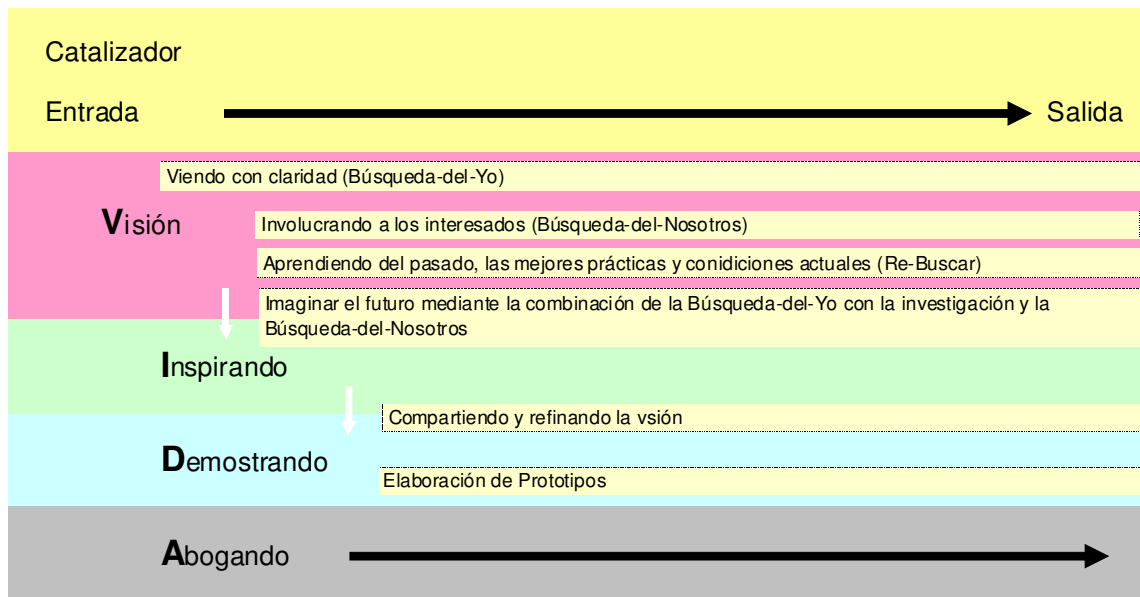 Catalizador
Entrada
Salida
Viendo con claridad (Búsqueda-del-Yo)
Visión
Involucrando a los interesados (Búsqueda-del-Nosotros)
Aprendiendo del pasado, las mejores prácticas y conidiciones actuales (Re-Buscar)
Imaginar el futuro mediante la combinación de la Búsqueda-del-Yo con la investigación y la
Búsqueda-del-Nosotros
Inspirando
Compartiendo y refinando la vsión
Demostrando
Elaboración de Prototipos
Abogando